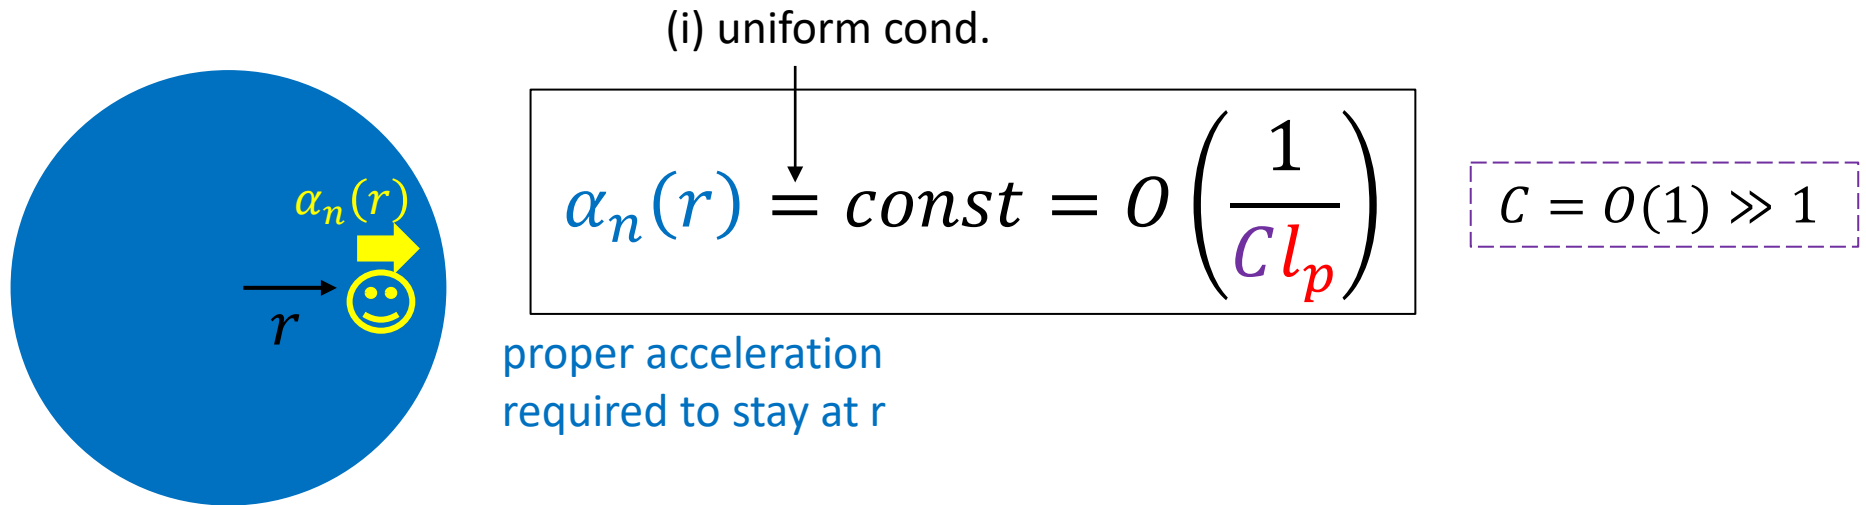 (i) uniform cond.
αₙ(r)
r
αₙ(r) = const = O(1/(C lₚ))
C = O(1) ≫ 1
proper acceleration
required to stay at r